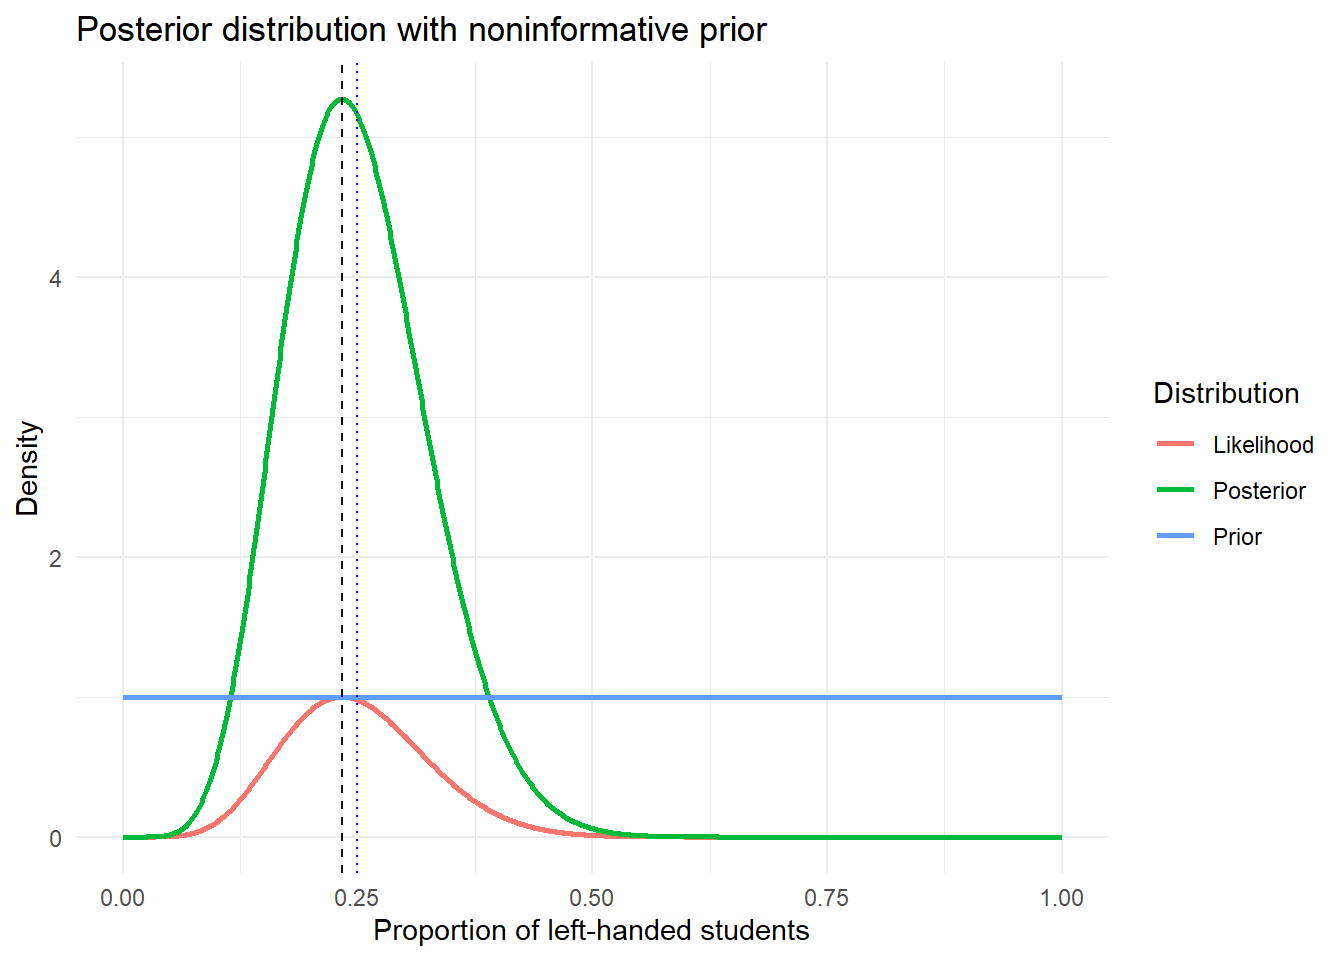 Posterior distribution with noninformative prior
Density
4
2
0
0.00 0.25 0.50 0.75 1.00
Proportion of left-handed students
Distribution
Likelihood
Posterior
Prior